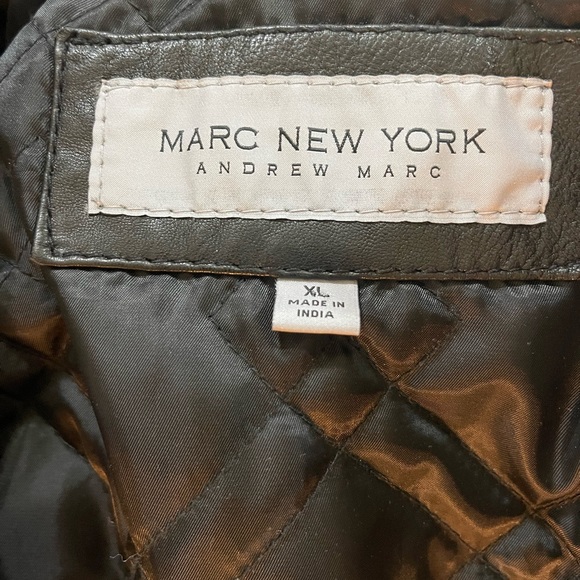 MARC NEW YORK
ANDREW MARC
XL
MADE IN
INDIA